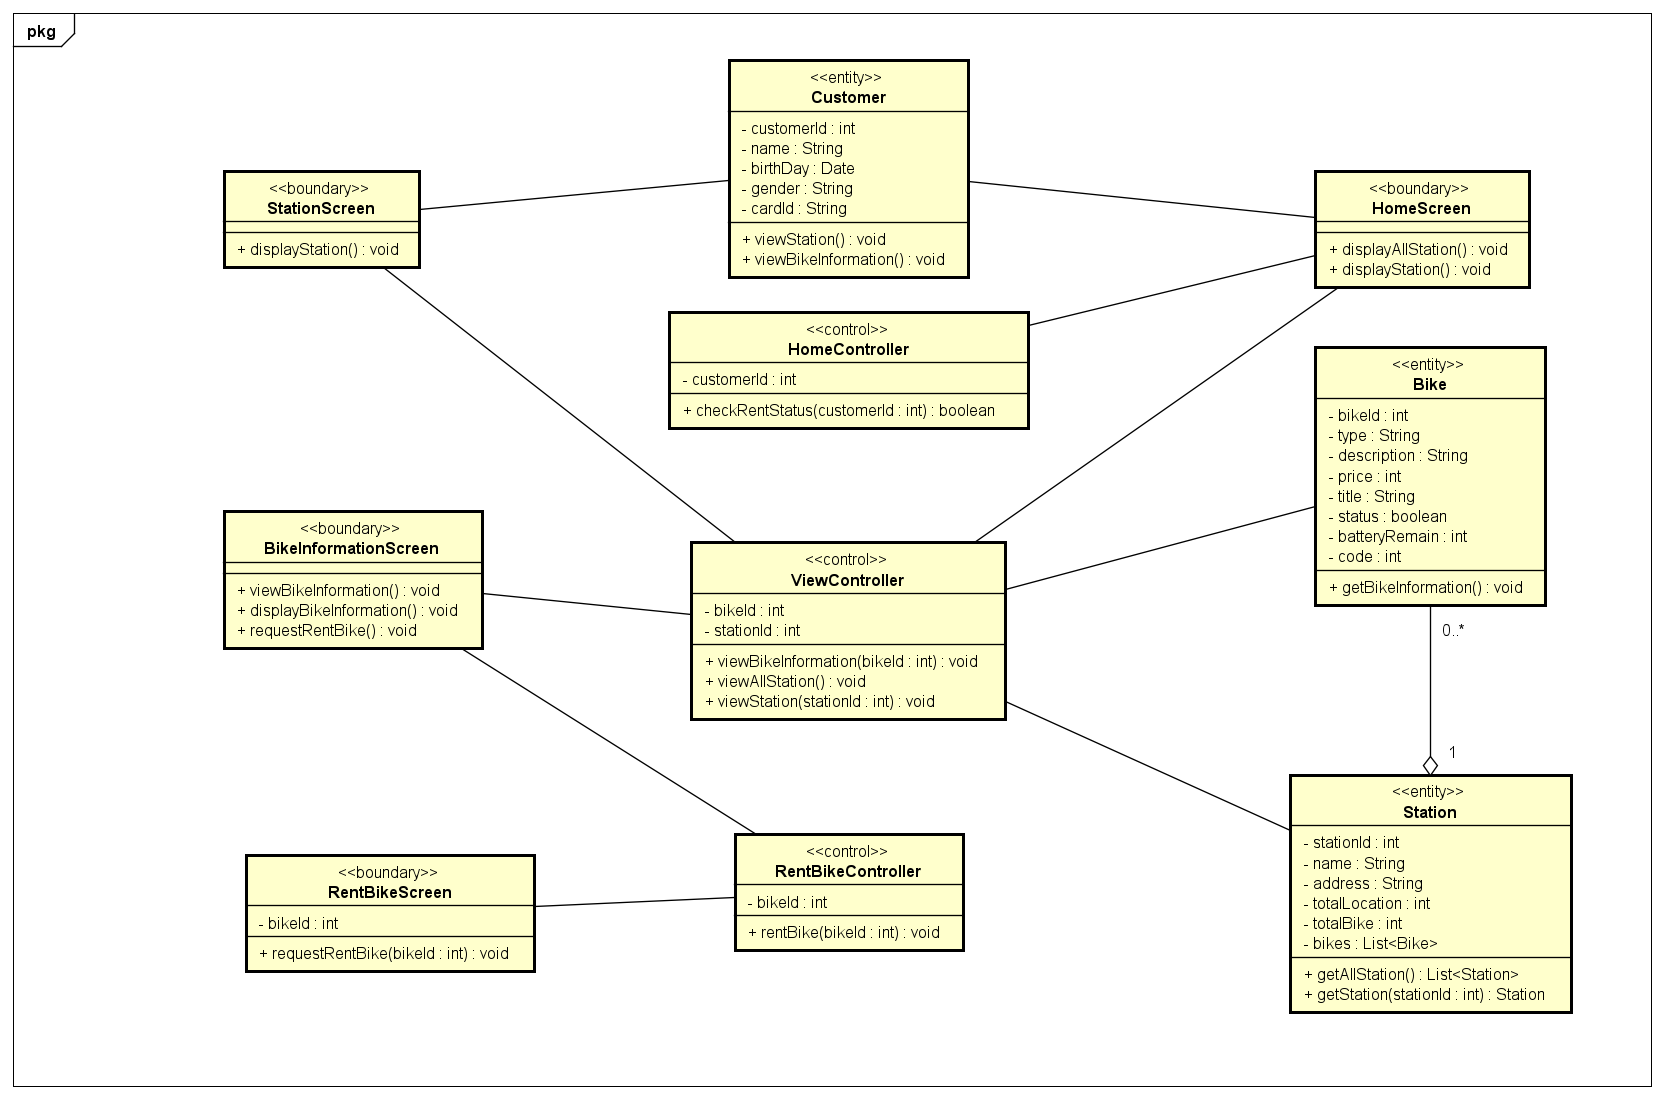 pkg
<<entity>>
Customer
- customerId : int
- name : String
- birthDay : Date
- gender : String
- cardId : String
+ viewStation() : void
+ viewBikeInformation() : void
<<boundary>>
StationScreen
+ displayStation() : void
<<boundary>>
HomeScreen
+ displayAllStation() : void
+ displayStation() : void
<<control>>
HomeController
- customerId : int
+ checkRentStatus(customerId : int) : boolean
<<entity>>
Bike
- bikeId : int
- type : String
- description : String
- price : int
- title : String
- status : boolean
- batteryRemain : int
- code : int
+ getBikeInformation() : void
<<boundary>>
BikeInformationScreen
+ viewBikeInformation() : void
+ displayBikeInformation() : void
+ requestRentBike() : void
<<control>>
ViewController
- bikeId : int
- stationId : int
+ viewBikeInformation(bikeId : int) : void
+ viewAllStation() : void
+ viewStation(stationId : int) : void
0..*
1
<<entity>>
Station
- stationId : int
- name : String
- address : String
- totalLocation : int
- totalBike : int
- bikes : List<Bike>
+ getAllStation() : List<Station>
+ getStation(stationId : int) : Station
<<boundary>>
RentBikeScreen
- bikeId : int
+ requestRentBike(bikeId : int) : void
<<control>>
RentBikeController
- bikeId : int
+ rentBike(bikeId : int) : void